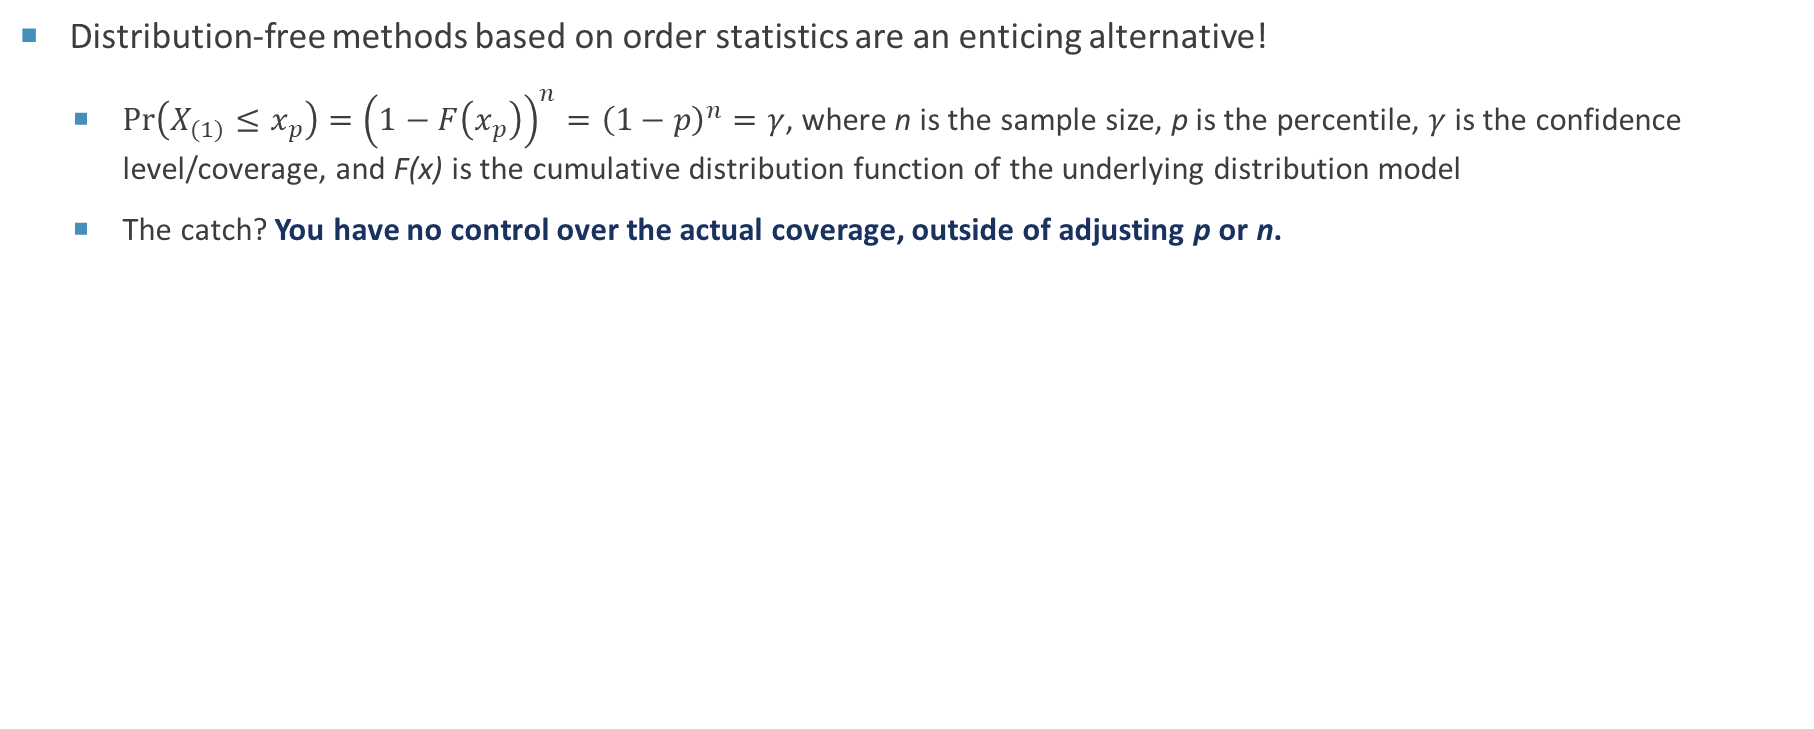 ▪ Distribution-free methods based on order statistics are an enticing alternative!
▪ Pr(X₍₁₎ ≤ xₚ) = (1 − F(xₚ))ⁿ = (1 − p)ⁿ = γ, where n is the sample size, p is the percentile, γ is the confidence
level/coverage, and F(x) is the cumulative distribution function of the underlying distribution model
▪ The catch? You have no control over the actual coverage, outside of adjusting p or n.